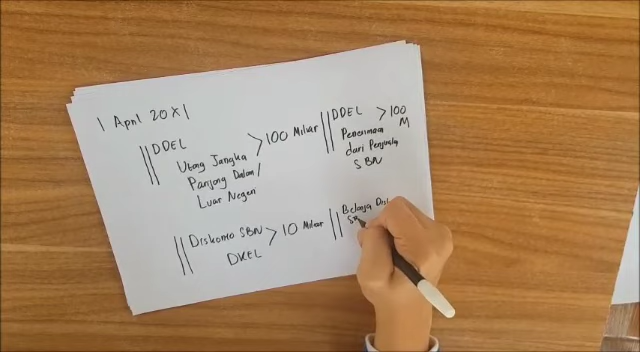 1 April 20X1
DDEL
Utang Jangka
Panjang Dalam/
Luar Negeri
> 100 Miliar
DDEL > 100
M
Penerimaan
dari Penjualan
SBN
Diskonto SBN > 10 Miliar
DKEL
Belanja